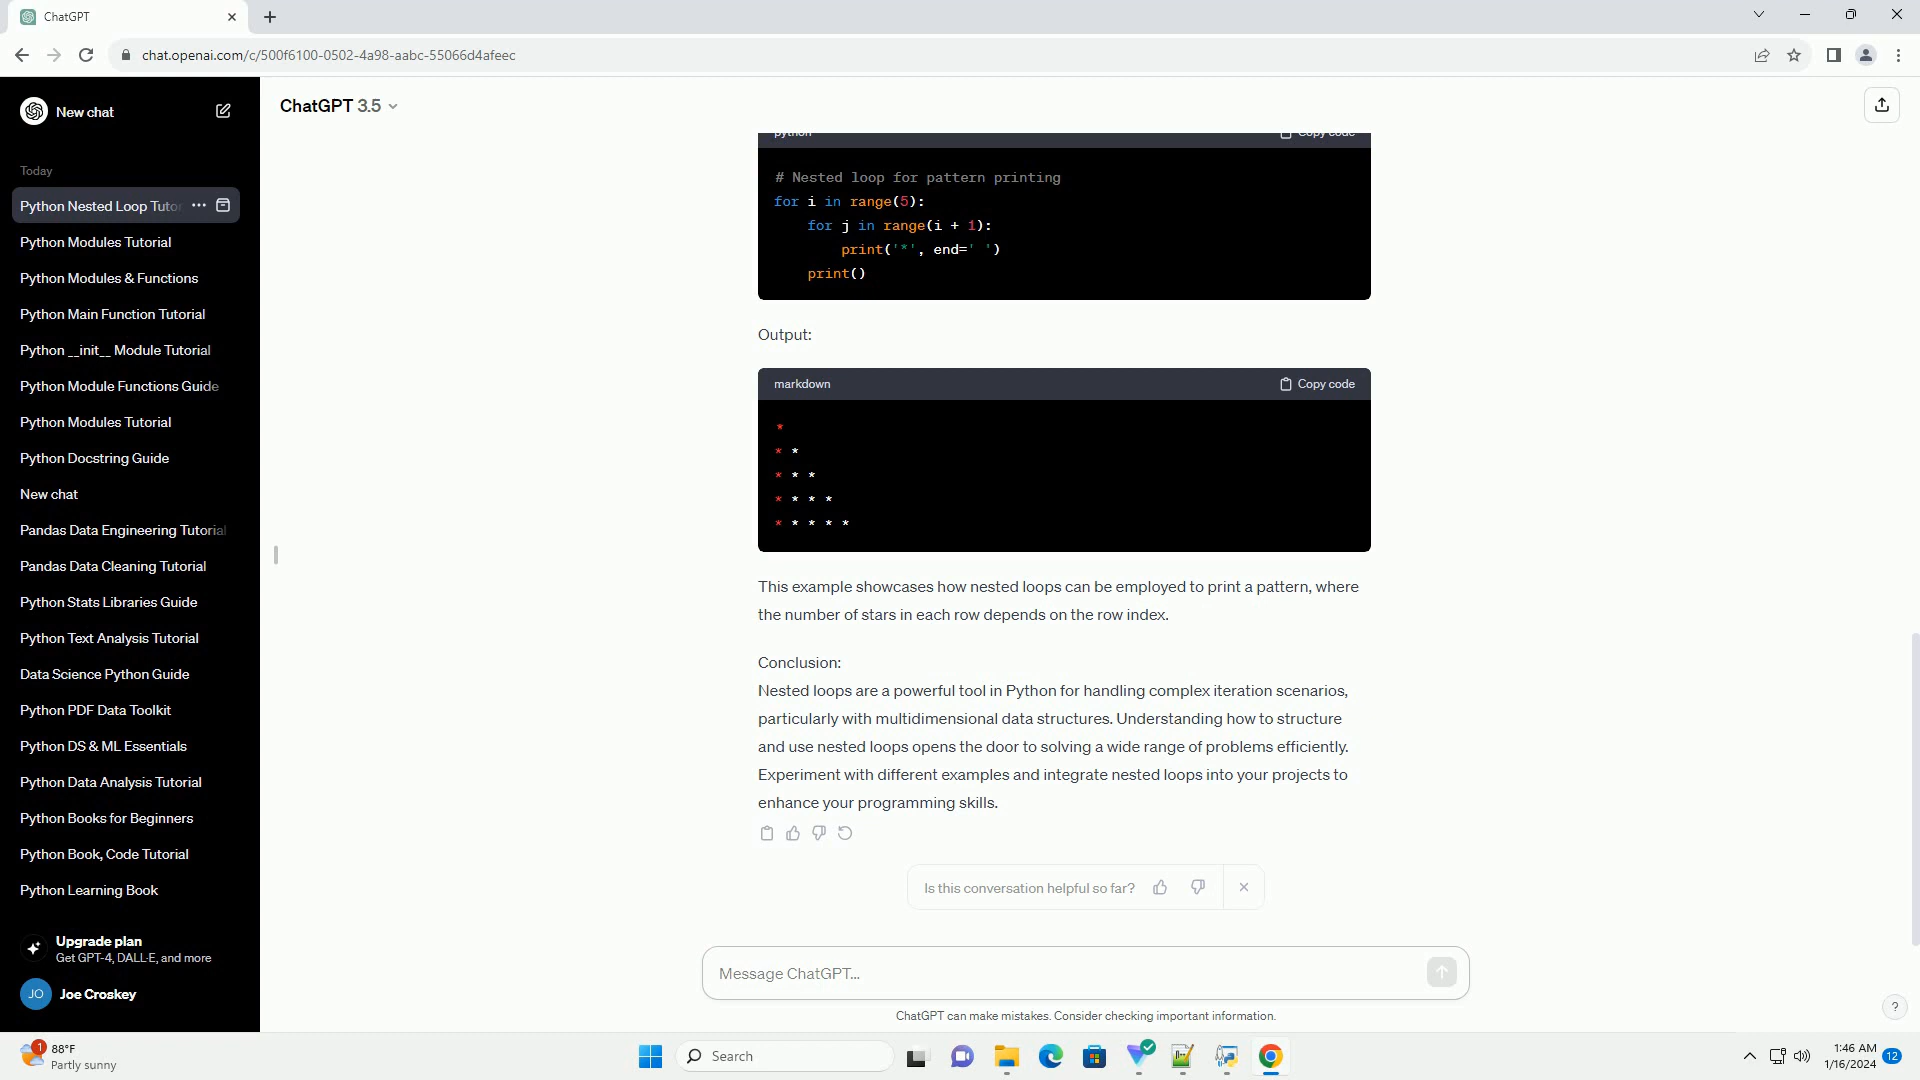 ChatGPT
chat.openai.com/c/500f6100-0502-4a98-aabc-55066d4afeec
New chat
ChatGPT 3.5
Today
Python Nested Loop Tutor
Python Modules Tutorial
Python Modules & Functions
Python Main Function Tutorial
Python __init__ Module Tutorial
Python Module Functions Guide
Python Modules Tutorial
Python Docstring Guide
New chat
Pandas Data Engineering Tutorial
Pandas Data Cleaning Tutorial
Python Stats Libraries Guide
Python Text Analysis Tutorial
Data Science Python Guide
Python PDF Data Toolkit
Python DS & ML Essentials
Python Data Analysis Tutorial
Python Books for Beginners
Python Book, Code Tutorial
Python Learning Book
Upgrade plan
Get GPT-4, DALL·E, and more
JO Joe Croskey
python Copy code
# Nested loop for pattern printing
for i in range(5):
    for j in range(i + 1):
        print('*', end=' ')
    print()
Output:
markdown Copy code
*
* *
* * *
* * * *
* * * * *
This example showcases how nested loops can be employed to print a pattern, where
the number of stars in each row depends on the row index.
Conclusion:
Nested loops are a powerful tool in Python for handling complex iteration scenarios,
particularly with multidimensional data structures. Understanding how to structure
and use nested loops opens the door to solving a wide range of problems efficiently.
Experiment with different examples and integrate nested loops into your projects to
enhance your programming skills.
Is this conversation helpful so far?
Message ChatGPT...
ChatGPT can make mistakes. Consider checking important information.
?
1
88°F
Partly sunny
Search
1:46 AM
1/16/2024
12